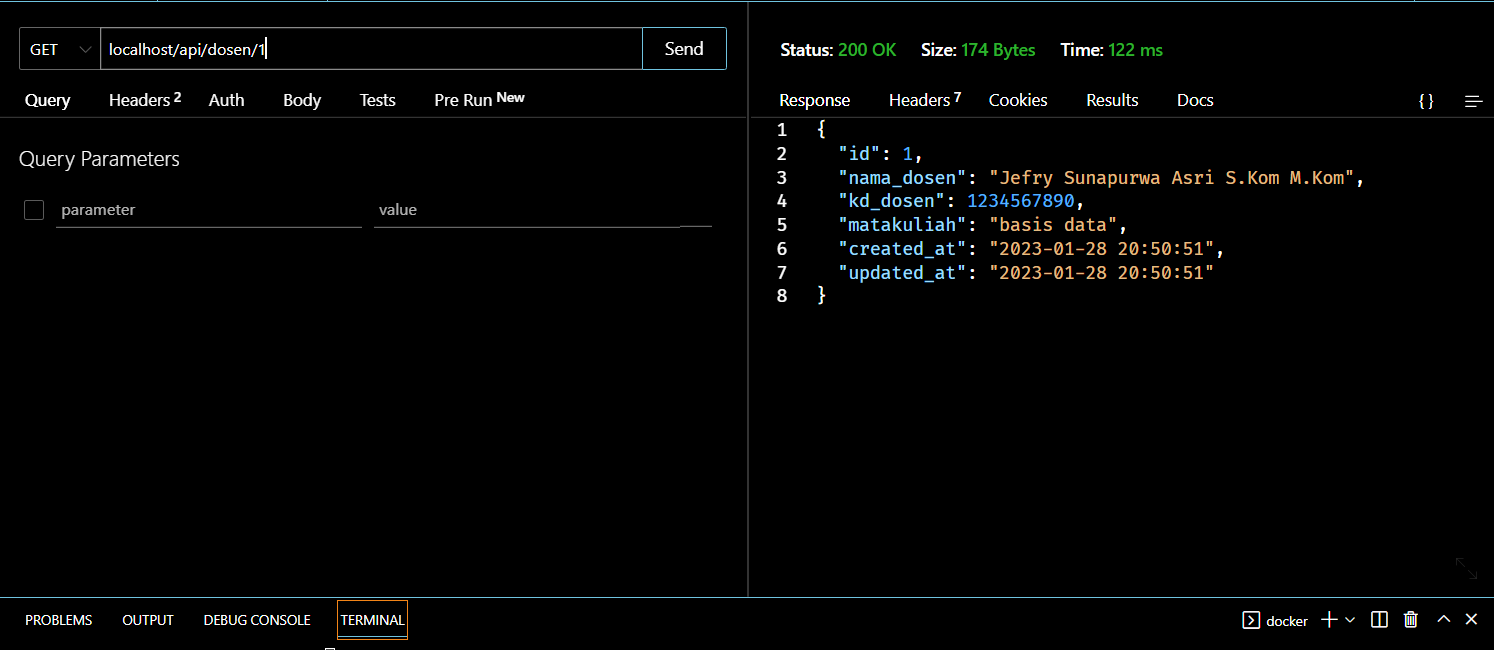 GET localhost/api/dosen/1 Send
Query Headers 2 Auth Body Tests Pre Run New
Query Parameters
parameter value
Status: 200 OK Size: 174 Bytes Time: 122 ms
Response Headers 7 Cookies Results Docs {}
1 {
2 "id": 1,
3 "nama_dosen": "Jefry Sunapurwa Asri S.Kom M.Kom",
4 "kd_dosen": 1234567890,
5 "matakuliah": "basis data",
6 "created_at": "2023-01-28 20:50:51",
7 "updated_at": "2023-01-28 20:50:51"
8 }
PROBLEMS OUTPUT DEBUG CONSOLE TERMINAL docker